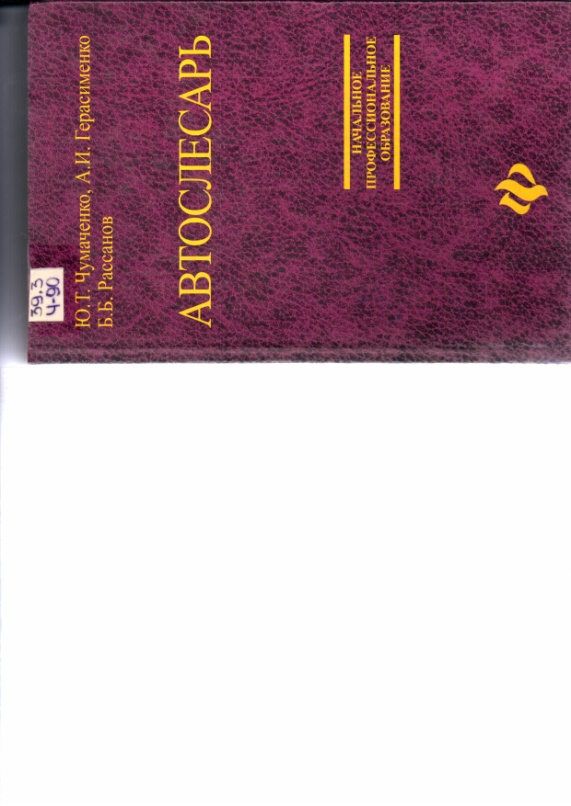 39.3
Ч-90
Ю.Т. Чумаченко, А.И. Герасименко
Б.Б. Рассанов
АВТОСЛЕСАРЬ
НАЧАЛЬНОЕ
ПРОФЕССИОНАЛЬНОЕ
ОБРАЗОВАНИЕ